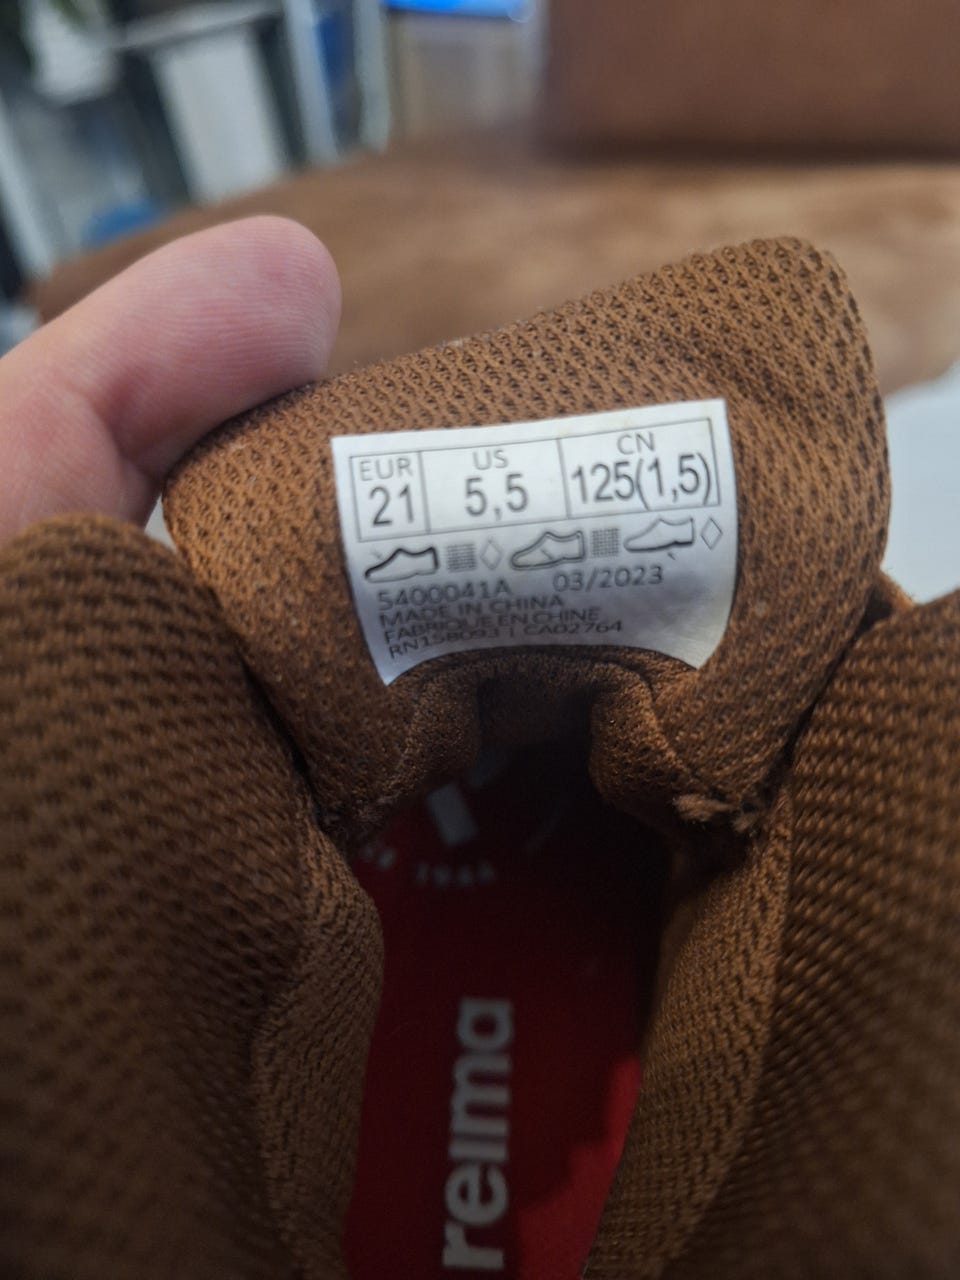 EUR US CN
21 5,5 125(1,5)
5400041A 03/2023
MADE IN CHINA
FABRIQUE EN CHINE
RN158093 | CA02764
1944
reima